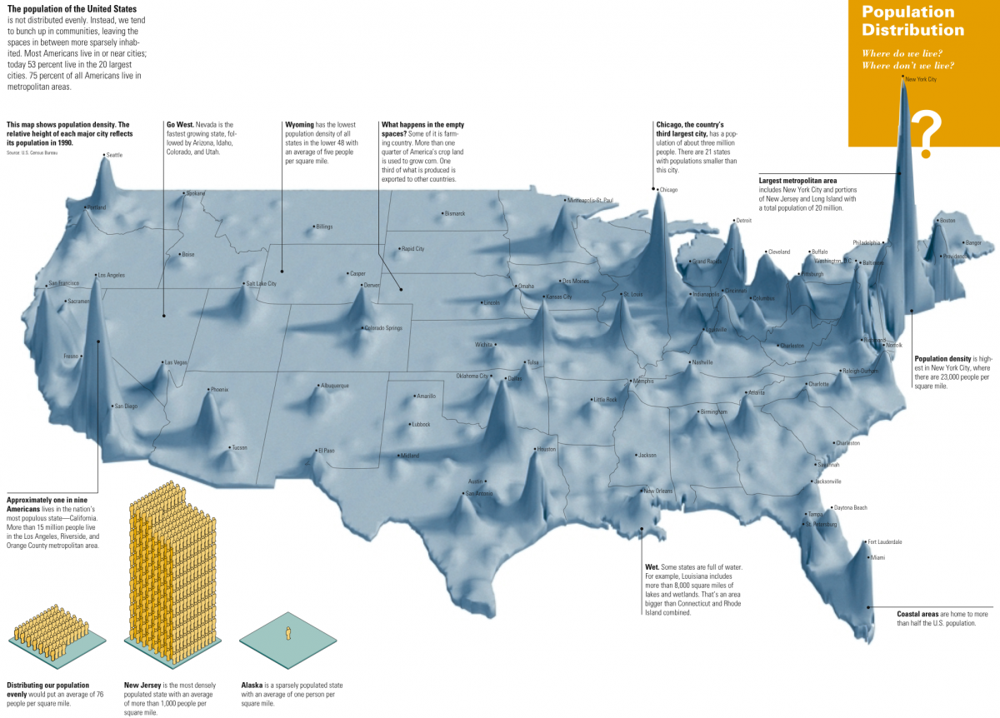 The population of the United States
is not distributed evenly. Instead, we tend
to bunch up in communities, leaving the
spaces in between more sparsely inhab-
ited. Most Americans live in or near cities;
today 53 percent live in the 20 largest
cities. 75 percent of all Americans live in
metropolitan areas.
Population
Distribution
Where do we live?
Where don't we live?
?
This map shows population density. The
relative height of each major city reflects
its population in 1990.
Source: U.S. Census Bureau
Go West. Nevada is the
fastest growing state, fol-
lowed by Arizona, Idaho,
Colorado, and Utah.
Wyoming has the lowest
population density of all
states in the lower 48 with
an average of five people
per square mile.
What happens in the empty
spaces? Some of it is farm-
ing country. More than one
quarter of America's crop land
is used to grow corn. One
third of what is produced is
exported to other countries.
Chicago, the country's
third largest city, has a pop-
ulation of about three million
people. There are 21 states
with populations smaller than
this city.
Largest metropolitan area
includes New York City and portions
of New Jersey and Long Island with
a total population of 20 million.
New York City
Seattle
Spokane
Portland
Billings
Bismarck
Minneapolis-St. Paul
Chicago
Detroit
Boston
Bangor
Boise
Rapid City
Philadelphia
Cleveland
Buffalo
Washington, D.C.
Baltimore
Providence
Grand Rapids
Pittsburgh
Los Angeles
San Francisco
Salt Lake City
Casper
Denver
Omaha
Des Moines
Sacramen
Lincoln
Kansas City
St. Louis
Indianapolis
Cincinnati
Columbus
Colorado Springs
Louisville
Wichita
Charleston
Richmond
Norfolk
Fresno
Las Vegas
Tulsa
Nashville
Raleigh-Durham
Oklahoma City
Dallas
Memphis
Charlotte
Phoenix
Albuquerque
Amarillo
Little Rock
Atlanta
San Diego
Birmingham
Lubbock
Tucson
El Paso
Midland
Houston
Jackson
Charleston
Savannah
Austin
San Antonio
New Orleans
Jacksonville
Daytona Beach
Tampa
St. Petersburg
Fort Lauderdale
Miami
Population density is high-
est in New York City, where
there are 23,000 people per
square mile.
Approximately one in nine
Americans lives in the nation's
most populous state—California.
More than 15 million people live
in the Los Angeles, Riverside, and
Orange County metropolitan area.
Wet. Some states are full of water.
For example, Louisiana includes
more than 8,000 square miles of
lakes and wetlands. That's an area
bigger than Connecticut and Rhode
Island combined.
Coastal areas are home to more
than half the U.S. population.
Distributing our population
evenly would put an average of 76
people per square mile.
New Jersey is the most densely
populated state with an average
of more than 1,000 people per
square mile.
Alaska is a sparsely populated state
with an average of one person per
square mile.